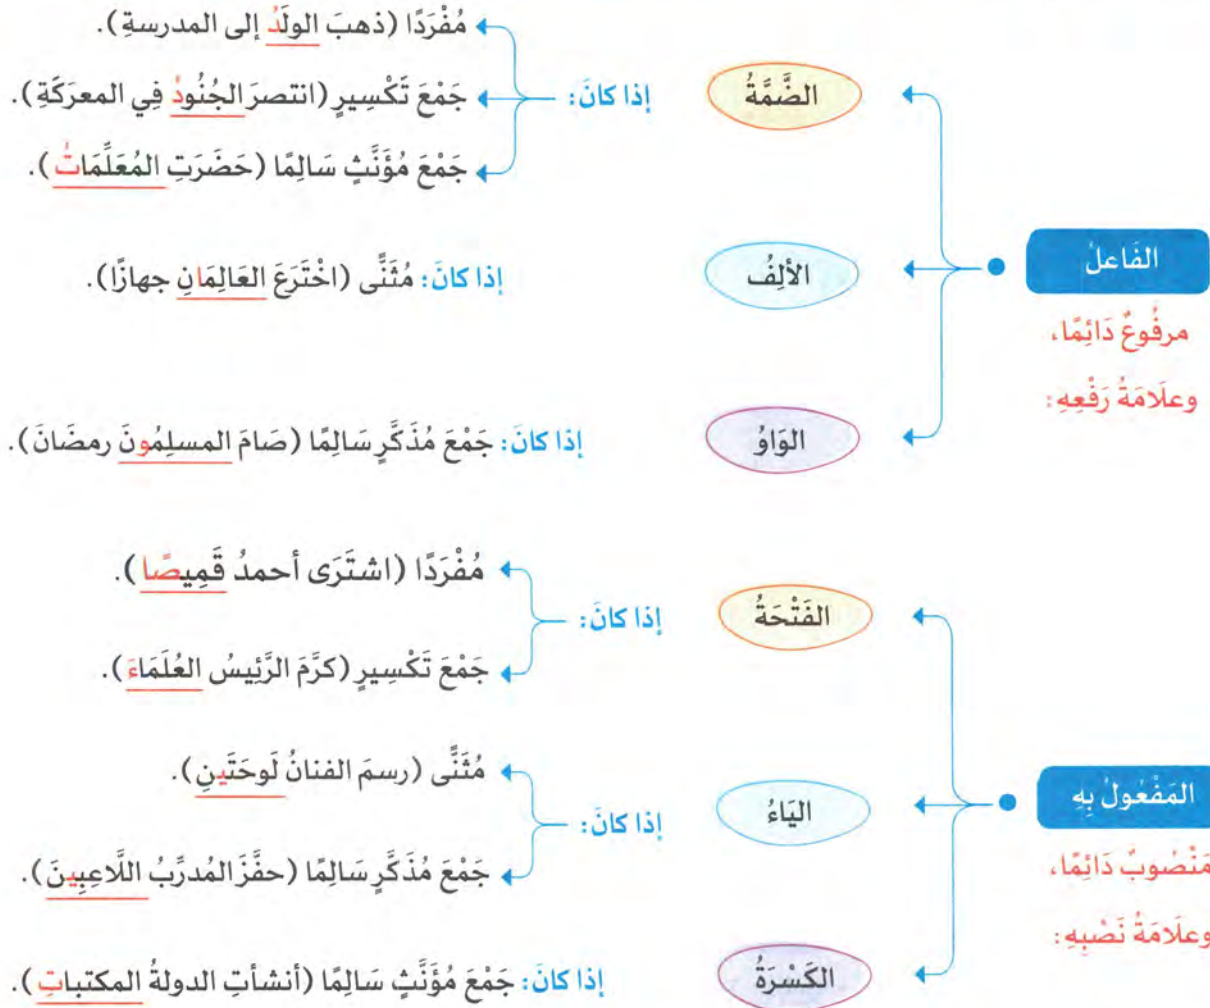 الفَاعلُ
مرفُوعٌ دَائِمًا،
وعلَامَةُ رَفْعِهِ:
الضَّمَّةُ
إذا كانَ:
مُفْرَدًا (ذهبَ الولَدُ إلى المدرسةِ).
جَمْعَ تَكْسِيرٍ (انتصرَ الجُنُودُ فِي المعرَكَةِ).
جَمْعَ مُؤَنَّثٍ سَالِمًا (حَضَرَتِ المُعَلِّمَاتُ).
الألِفُ
إذا كانَ: مُثَنًّى (اخْتَرَعَ العَالِمَانِ جهازًا).
الوَاوُ
إذا كانَ: جَمْعَ مُذَكَّرٍ سَالِمًا (صَامَ المسلِمُونَ رمضَانَ).
المَفْعُولُ بِهِ
مَنْصُوبٌ دَائِمًا،
وعلَامَةُ نَصْبِهِ:
الفَتْحَةُ
إذا كانَ:
مُفْرَدًا (اشتَرَى أحمدُ قَمِيصًا).
جَمْعَ تَكْسِيرٍ (كرَّمَ الرَّئِيسُ العُلَمَاءَ).
اليَاءُ
إذا كانَ:
مُثَنًّى (رسمَ الفنانُ لَوحَتَينِ).
جَمْعَ مُذَكَّرٍ سَالِمًا (حفَّزَ المُدرِّبُ اللَّاعِبِينَ).
الكَسْرَةُ
إذا كانَ: جَمْعَ مُؤَنَّثٍ سَالِمًا (أنشأتِ الدولةُ المكتباتِ).